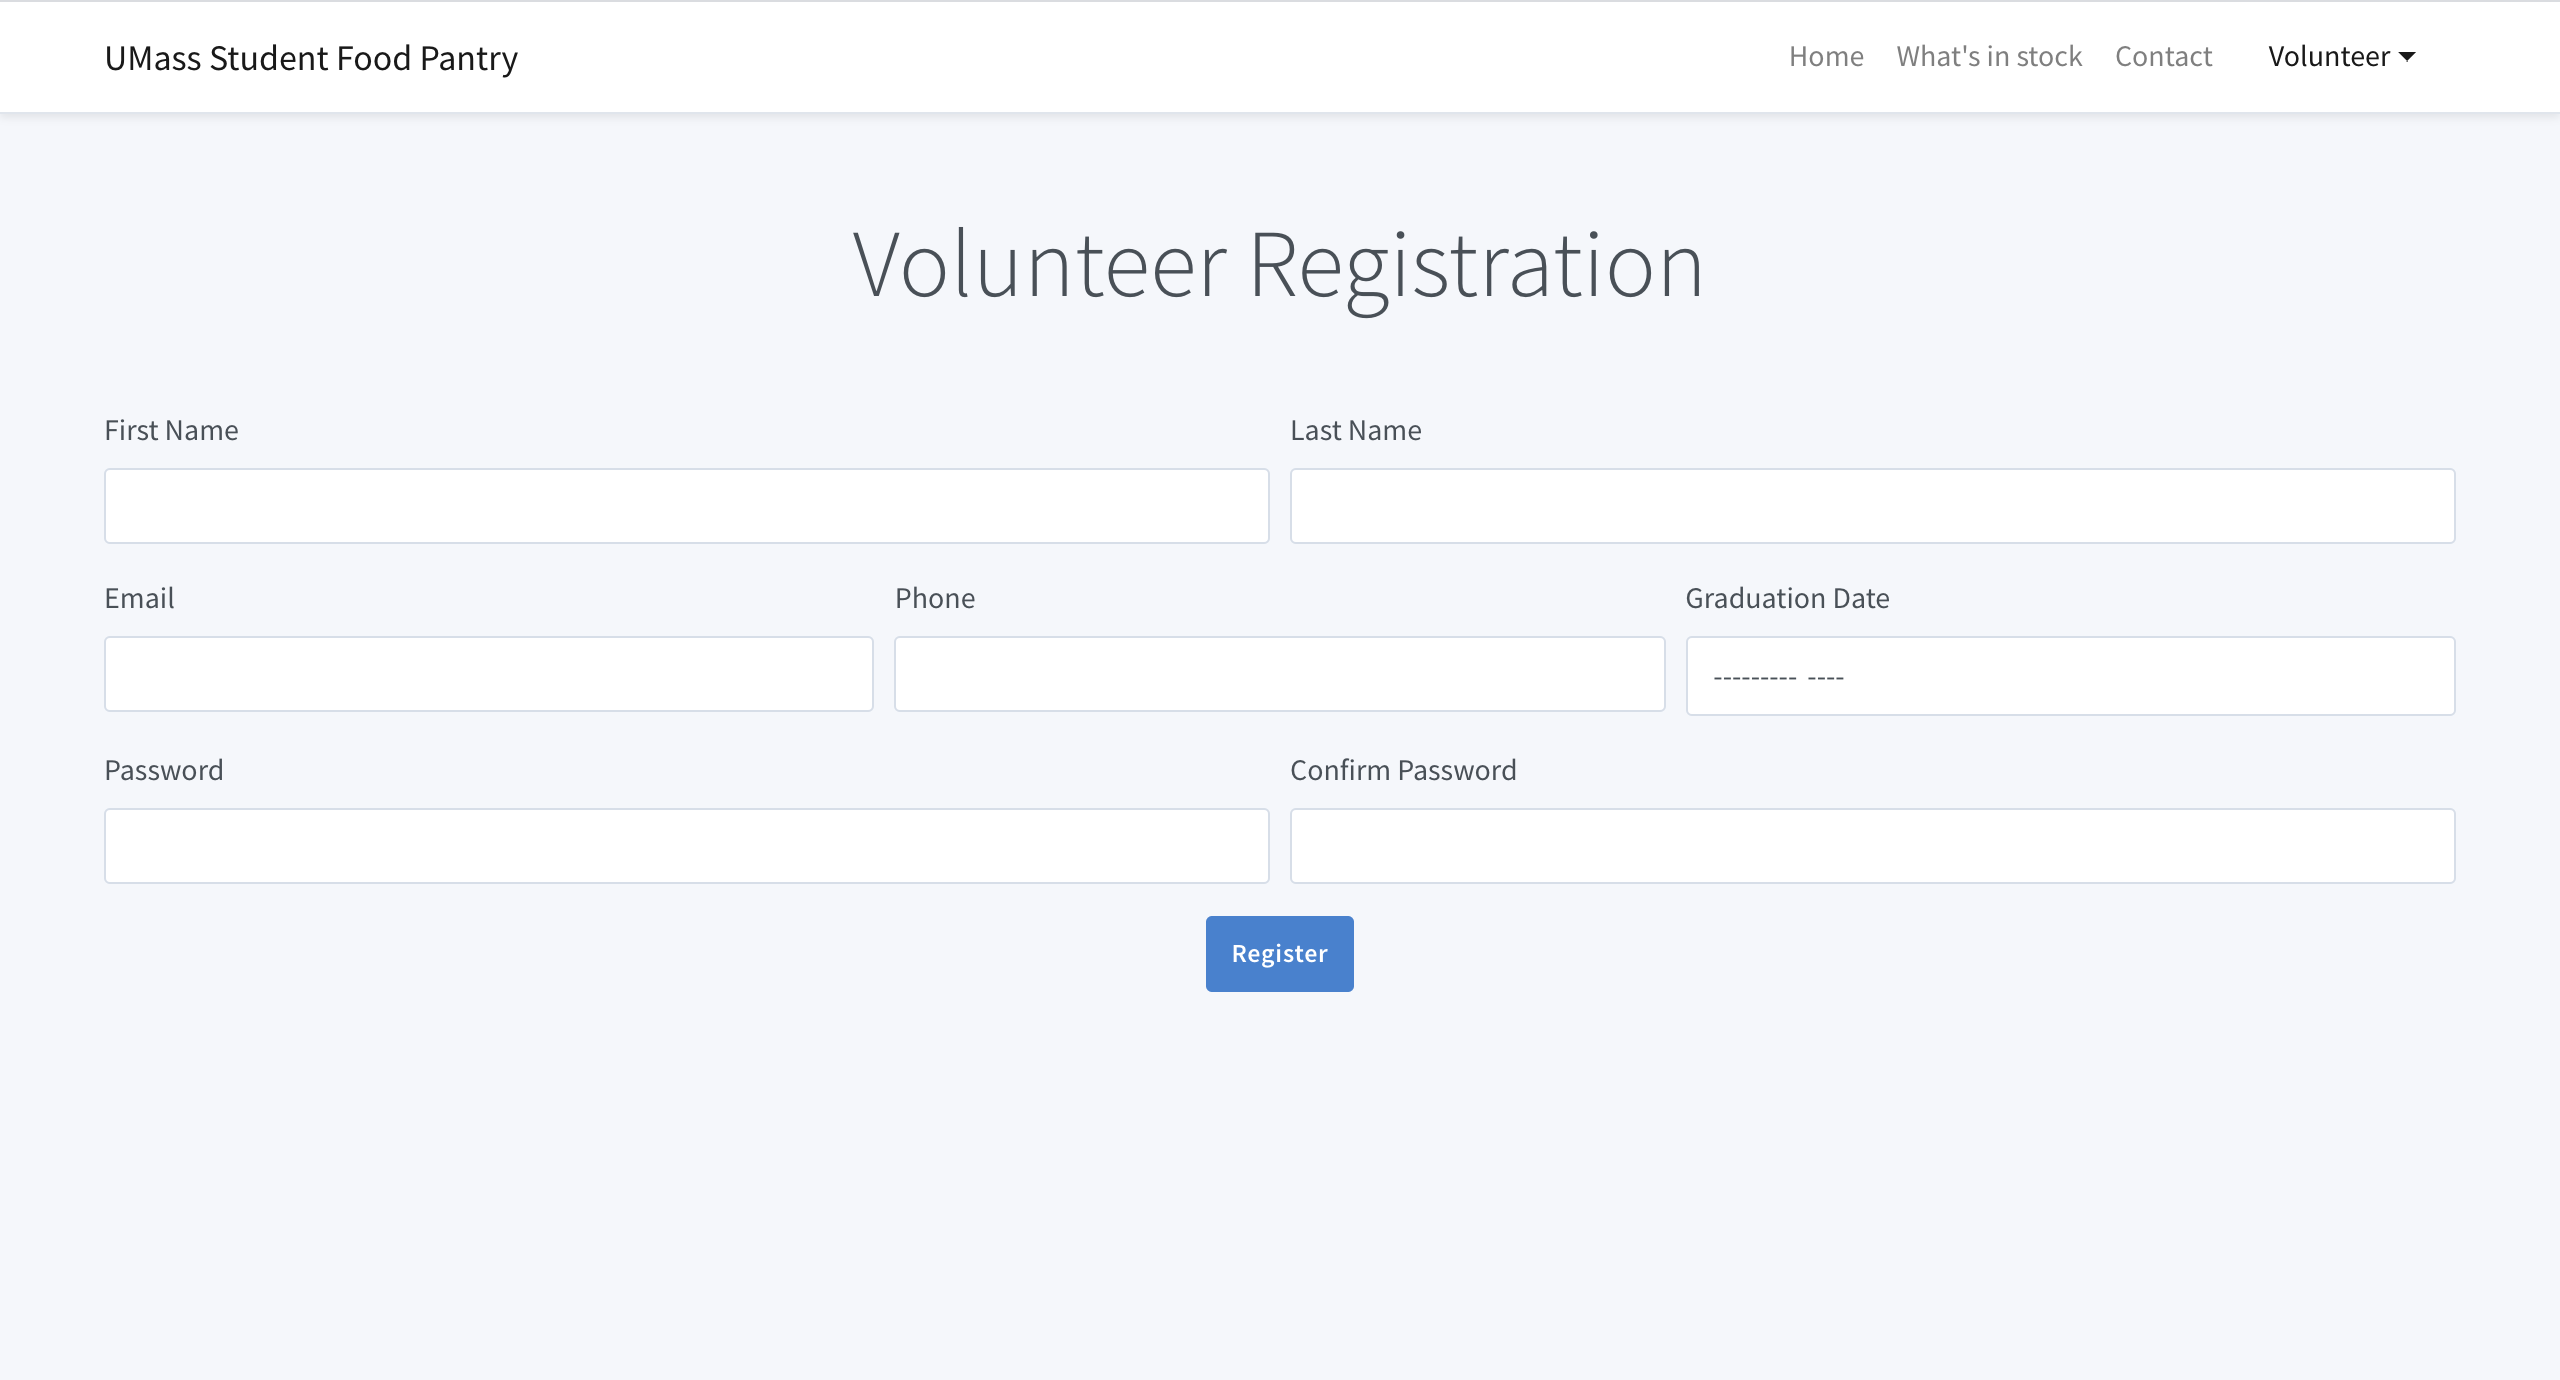 UMass Student Food Pantry
Home What's in stock Contact Volunteer
Volunteer Registration
First Name Last Name
Email Phone Graduation Date
--------- ----
Password Confirm Password
Register